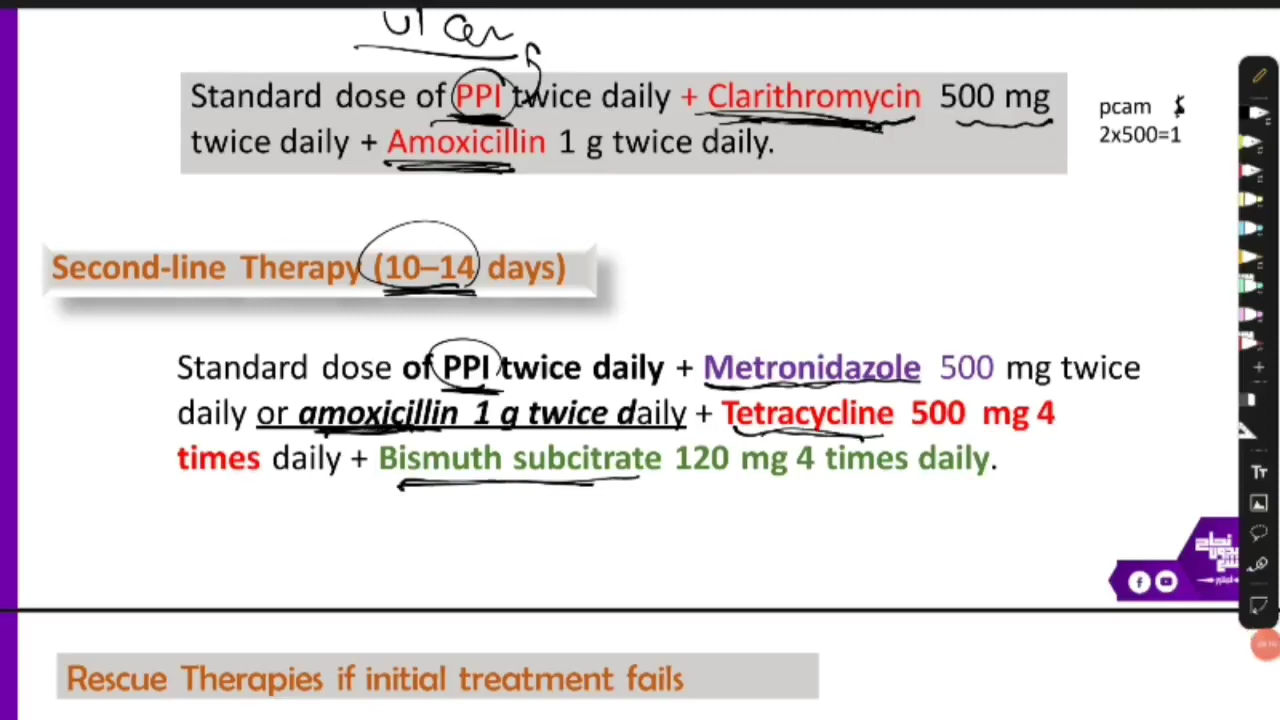 ulcer
Standard dose of PPI twice daily + Clarithromycin 500 mg
twice daily + Amoxicillin 1 g twice daily.
pcam
2x500=1
Second-line Therapy (10–14 days)
Standard dose of PPI twice daily + Metronidazole 500 mg twice
daily or amoxicillin 1 g twice daily + Tetracycline 500 mg 4
times daily + Bismuth subcitrate 120 mg 4 times daily.
Rescue Therapies if initial treatment fails